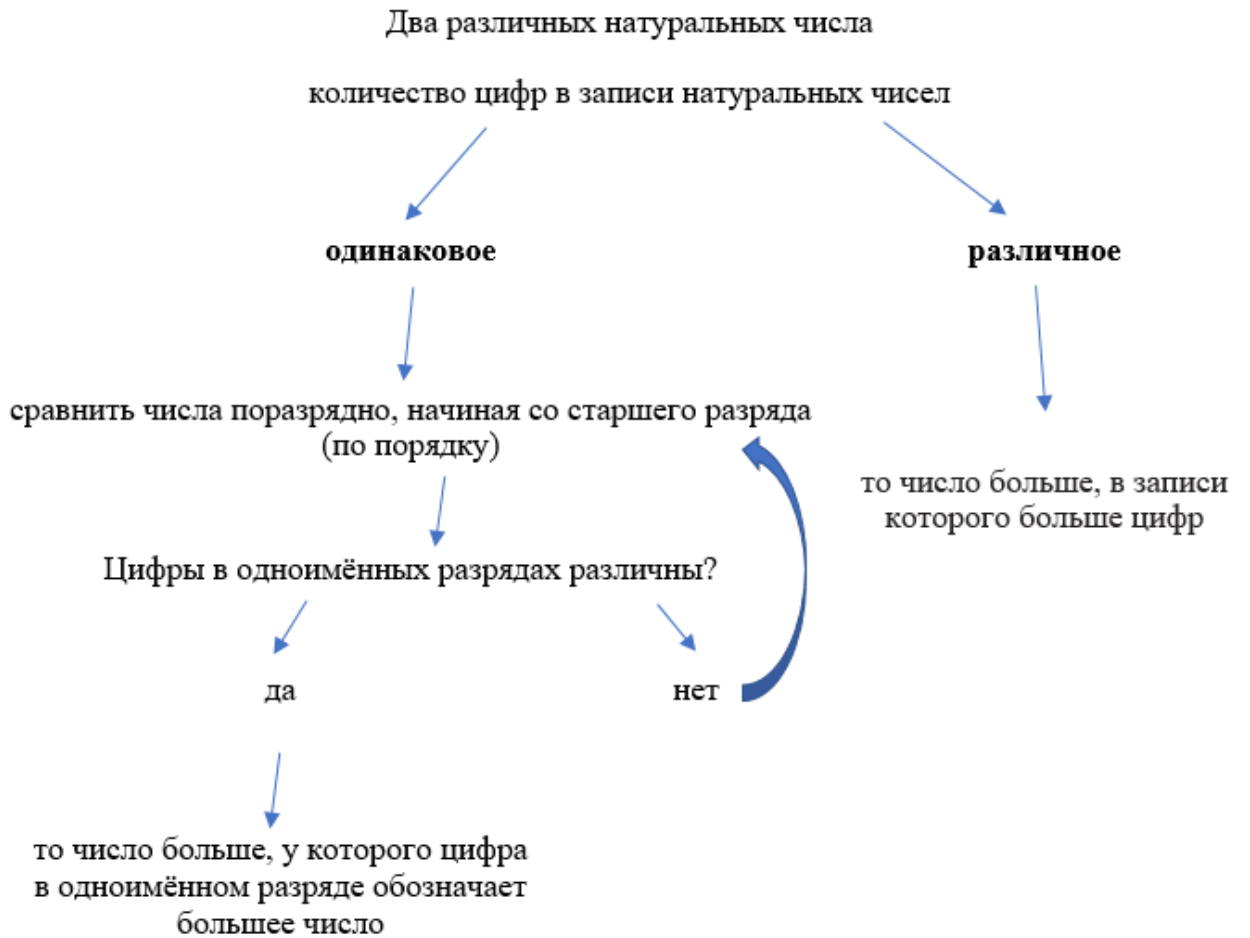 Два различных натуральных числа
количество цифр в записи натуральных чисел
одинаковое
различное
сравнить числа поразрядно, начиная со старшего разряда
(по порядку)
то число больше, в записи
которого больше цифр
Цифры в одноимённых разрядах различны?
да
нет
то число больше, у которого цифра
в одноимённом разряде обозначает
большее число